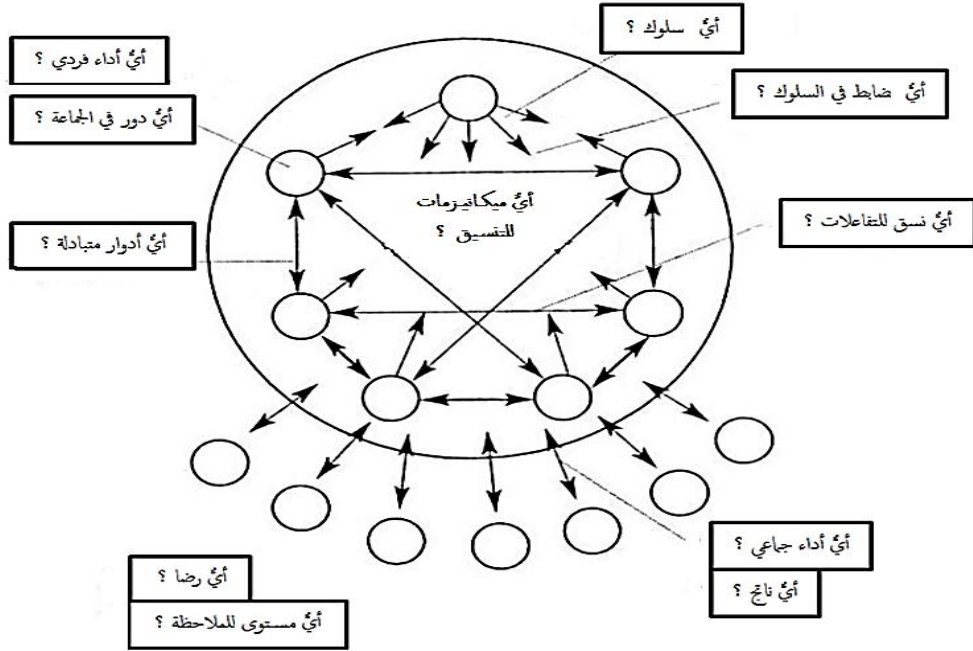 أيُّ سلوك ؟
أيُّ أداء فردي ؟
أيُّ ضابط في السلوك ؟
أيُّ دور في الجماعة ؟
أيُّ ميكانيزمات
للتنسيق ؟
أيُّ نسق للتفاعلات ؟
أيُّ أدوار متبادلة ؟
أيُّ أداء جماعي ؟
أيُّ ناتج ؟
أيُّ رضا ؟
أيُّ مستوى للملاحظة ؟